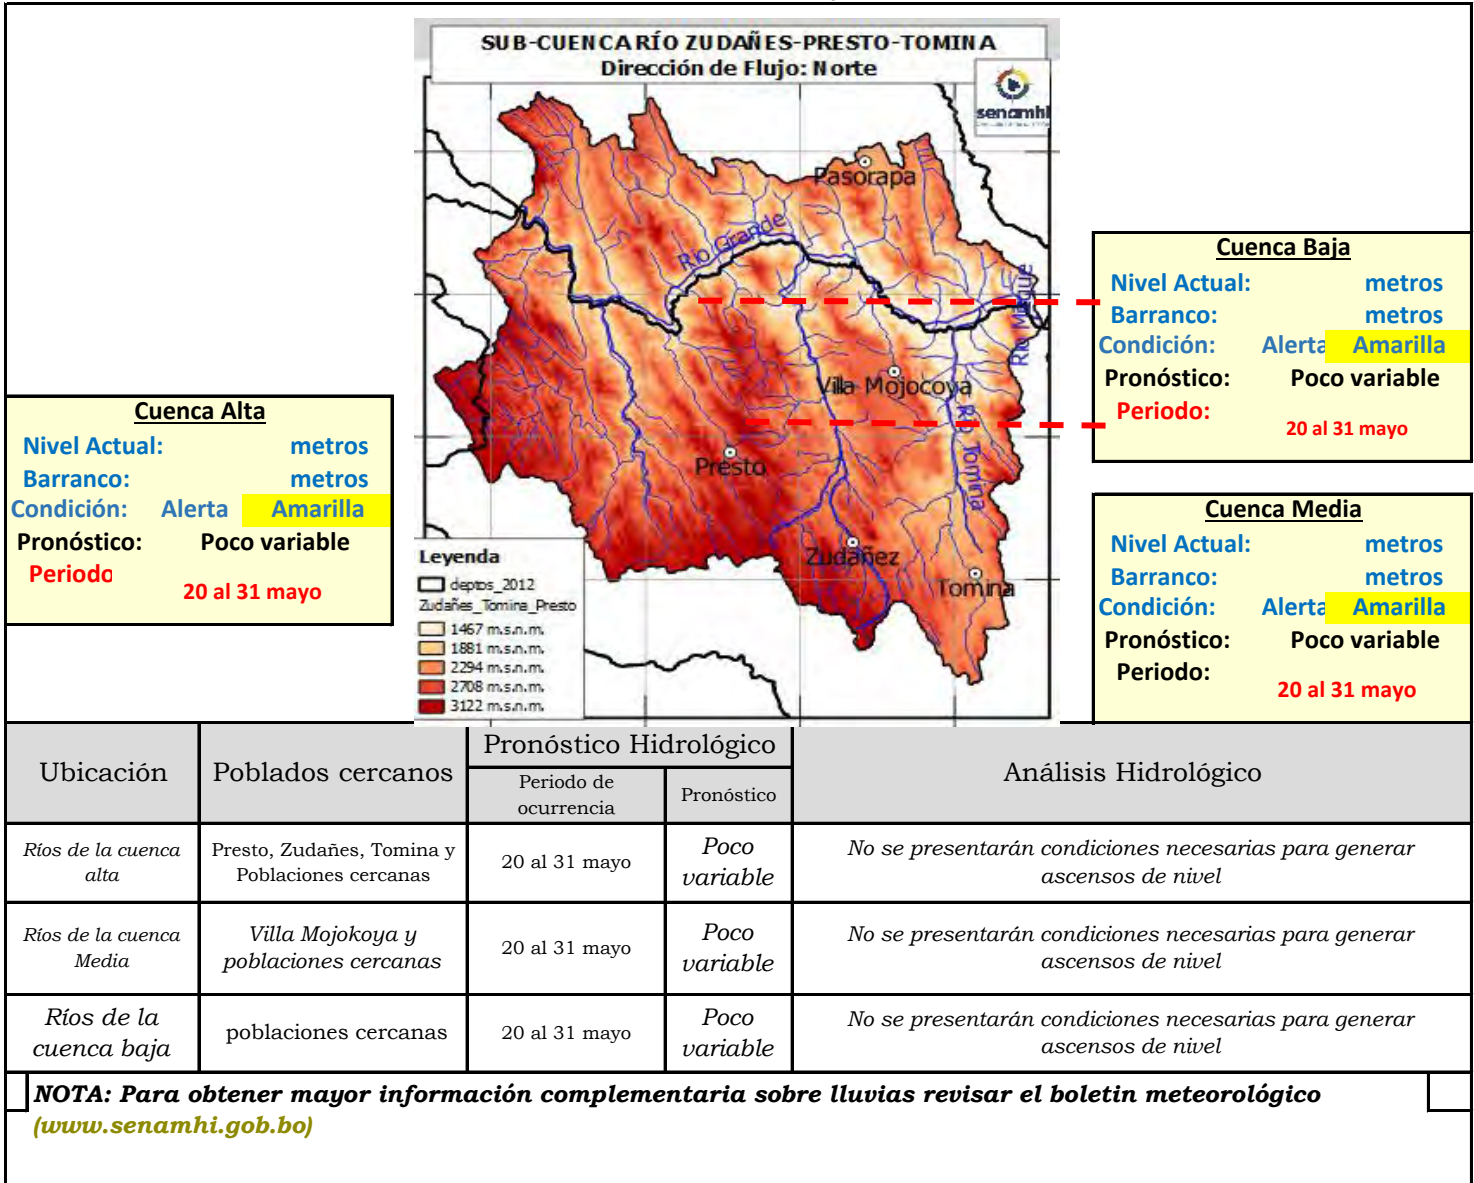 SUB-CUENCA RÍO ZUDAÑES-PRESTO-TOMINA
Dirección de Flujo: Norte
senamhi
Pasorapa
Río Grande
Río Mizque
Villa Mojocoya
Río Tomina
Presto
Zudañez
Tomina
Leyenda
deptos_2012
Zudañes_Tomina_Presto
1467 m.s.n.m.
1881 m.s.n.m.
2294 m.s.n.m.
2708 m.s.n.m.
3122 m.s.n.m.
Cuenca Alta
Nivel Actual: metros
Barranco: metros
Condición: Alerta Amarilla
Pronóstico: Poco variable
Periodo
20 al 31 mayo
Cuenca Baja
Nivel Actual: metros
Barranco: metros
Condición: Alerta Amarilla
Pronóstico: Poco variable
Periodo:
20 al 31 mayo
Cuenca Media
Nivel Actual: metros
Barranco: metros
Condición: Alerta Amarilla
Pronóstico: Poco variable
Periodo:
20 al 31 mayo
Ubicación Poblados cercanos Pronóstico Hidrológico Análisis Hidrológico
Periodo de ocurrencia Pronóstico
Ríos de la cuenca alta Presto, Zudañes, Tomina y Poblaciones cercanas 20 al 31 mayo Poco variable No se presentarán condiciones necesarias para generar ascensos de nivel
Ríos de la cuenca Media Villa Mojokoya y poblaciones cercanas 20 al 31 mayo Poco variable No se presentarán condiciones necesarias para generar ascensos de nivel
Ríos de la cuenca baja poblaciones cercanas 20 al 31 mayo Poco variable No se presentarán condiciones necesarias para generar ascensos de nivel
NOTA: Para obtener mayor información complementaria sobre lluvias revisar el boletin meteorológico
(www.senamhi.gob.bo)